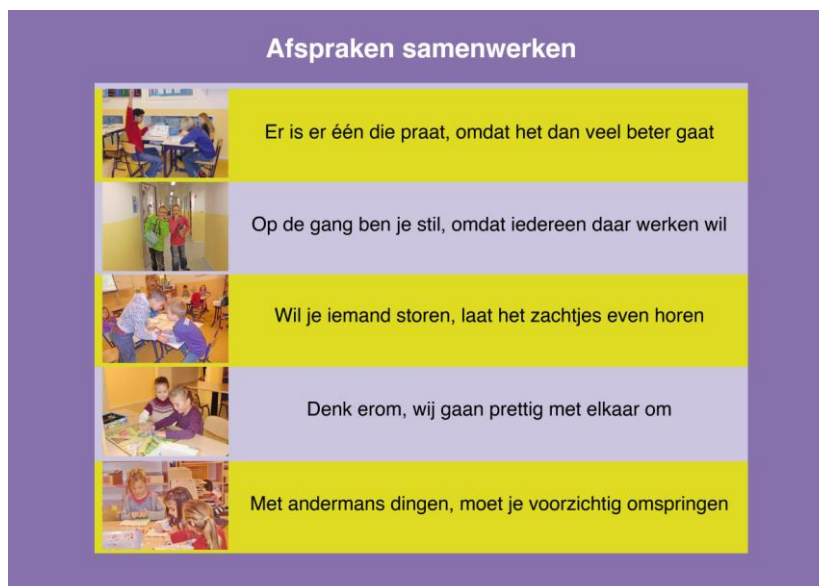 Afspraken samenwerken
Er is er één die praat, omdat het dan veel beter gaat
Op de gang ben je stil, omdat iedereen daar werken wil
Wil je iemand storen, laat het zachtjes even horen
Denk erom, wij gaan prettig met elkaar om
Met andermans dingen, moet je voorzichtig omspringen